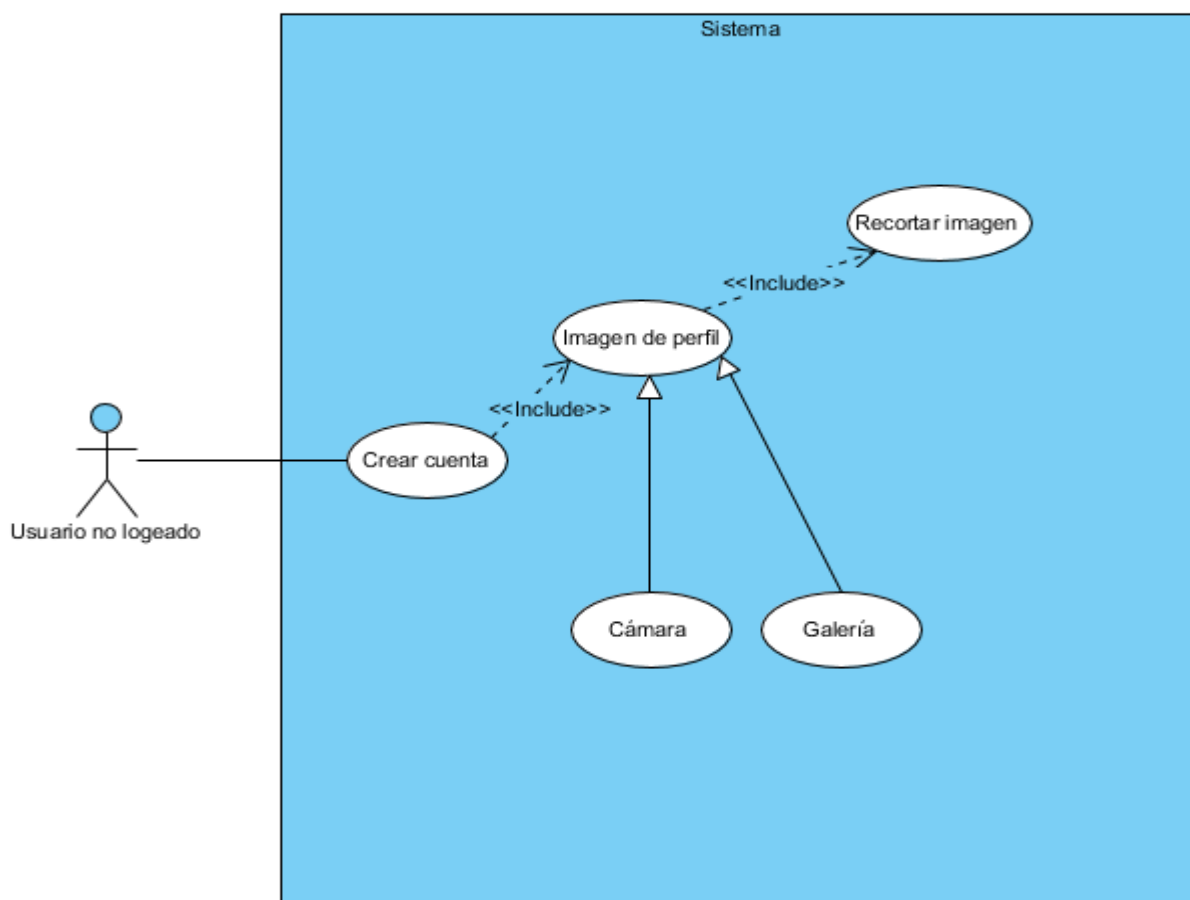 Sistema
Recortar imagen
<<Include>>
Imagen de perfil
<<Include>>
Crear cuenta
Usuario no logeado
Cámara
Galería